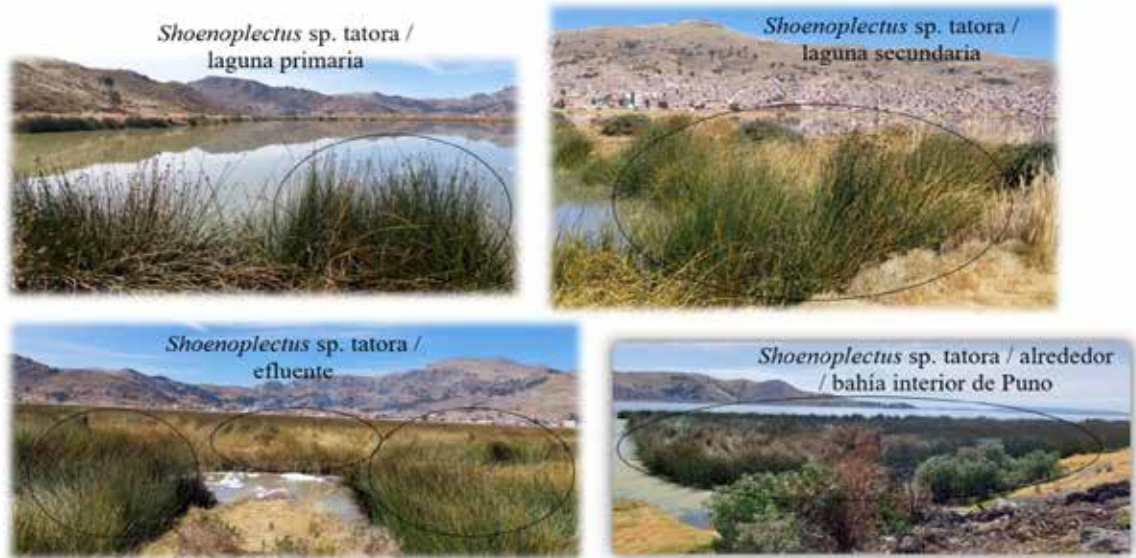 Shoenoplectus sp. tatora /
laguna primaria
Shoenoplectus sp. tatora /
laguna secundaria
Shoenoplectus sp. tatora /
efluente
Shoenoplectus sp. tatora / alrededor
/ bahía interior de Puno